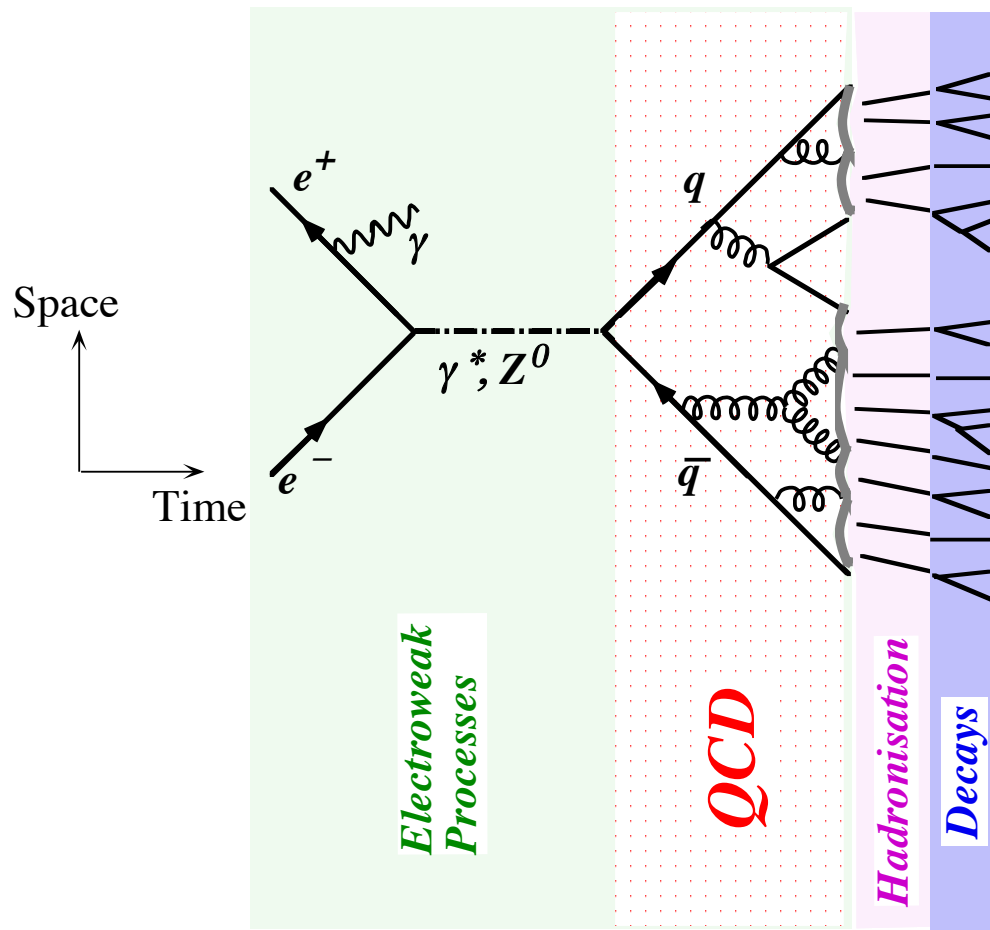 e⁺
γ
q
Space
γ*, Z⁰
Time
e⁻
q̅
Electroweak
Processes
QCD
Hadronisation
Decays